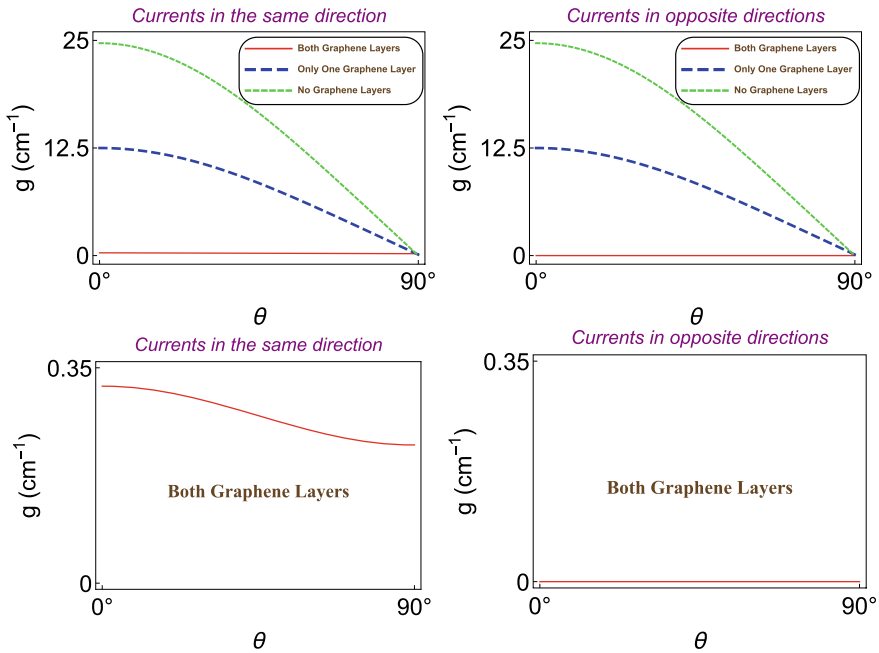 Currents in the same direction
25
12.5
0
g (cm⁻¹)
Both Graphene Layers
Only One Graphene Layer
No Graphene Layers
0°
90°
θ
Currents in opposite directions
25
12.5
0
g (cm⁻¹)
Both Graphene Layers
Only One Graphene Layer
No Graphene Layers
0°
90°
θ
Currents in the same direction
0.35
0
g (cm⁻¹)
Both Graphene Layers
0°
90°
θ
Currents in opposite directions
0.35
0
g (cm⁻¹)
Both Graphene Layers
0°
90°
θ